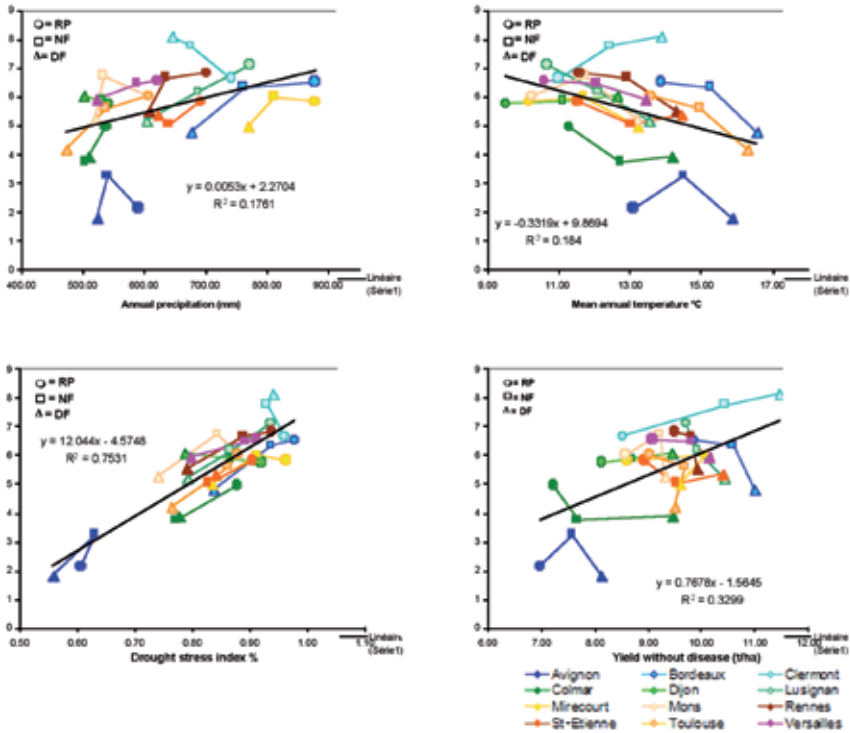 9
8
7
6
5
4
3
2
1
0
O = RP
□ = NF
Δ = DF
y = 0.0053x + 2.2704
R² = 0.1761
400.00 500.00 600.00 700.00 800.00 900.00
Annual precipitation (mm)
Linéaire
(Série1)
9
8
7
6
5
4
3
2
1
0
O = RP
□ = NF
Δ = DF
y = -0.3319x + 9.8694
R² = 0.184
9.00 11.00 13.00 15.00 17.00
Mean annual temperature °C
Linéaire
(Série1)
9
8
7
6
5
4
3
2
1
0
O = RP
□ = NF
Δ = DF
y = 12.044x - 4.5748
R² = 0.7531
0.50 0.60 0.70 0.80 0.90 1.00 1.10
Drought stress index %
Linéaire
(Série1)
9
8
7
6
5
4
3
2
1
0
O = RP
□ = NF
Δ = DF
y = 0.7678x - 1.5645
R² = 0.3299
6.00 7.00 8.00 9.00 10.00 11.00 12.00
Yield without disease (t/ha)
Linéaire
(Série1)
Avignon Bordeaux Clermont
Colmar Dijon Lusignan
Mirecourt Mons Rennes
St-Etienne Toulouse Versailles